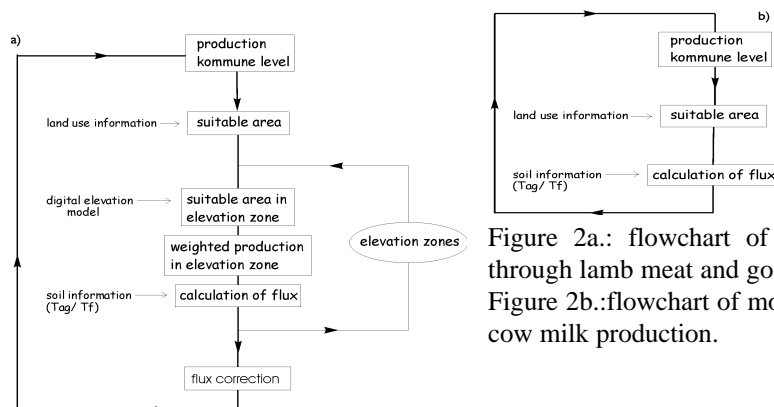 a)
production
kommune level
land use information
suitable area
digital elevation
model
suitable area in
elevation zone
weighted production
in elevation zone
elevation zones
soil information
(Tag/ Tf)
calculation of flux
flux correction
b)
production
kommune level
land use information
suitable area
soil information
(Tag/ Tf)
calculation of flux
Figure 2a.: flowchart of
through lamb meat and go
Figure 2b.:flowchart of mo
cow milk production.